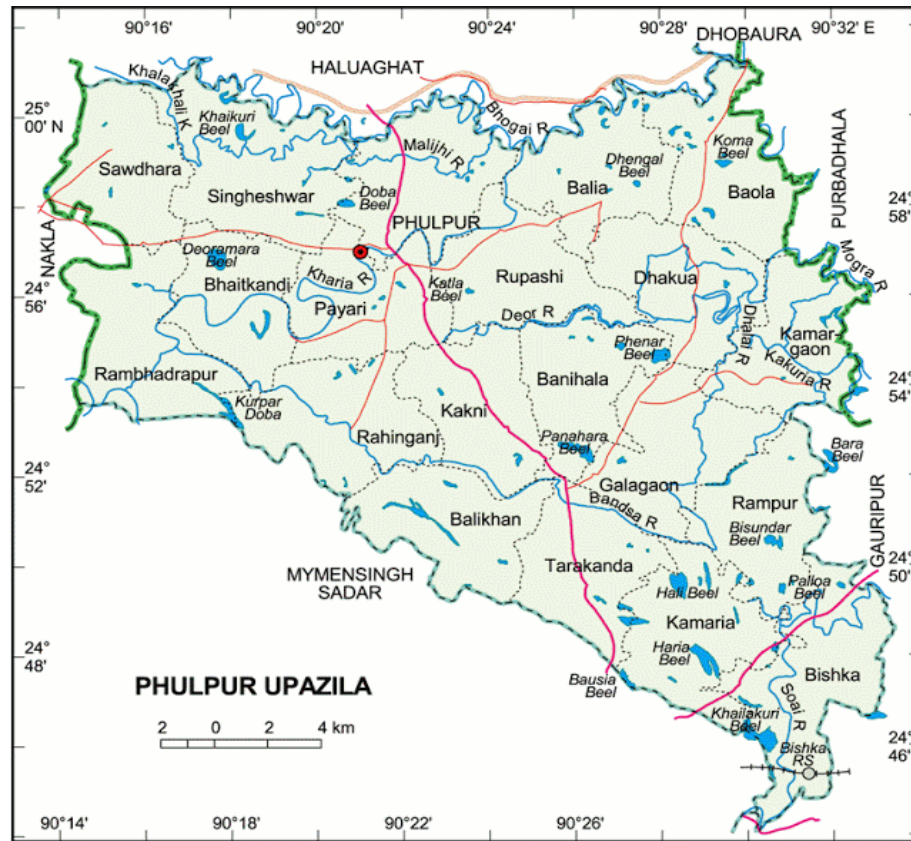 90°16'
90°20'
90°24'
90°28'
90°32' E
DHOBAURA
HALUAGHAT
Khalakhali K
25°
00' N
Khaikuri
Beel
Bhogai R
Malijhi R
Koma
Beel
Dhengal
Beel
PURBADHALA
Sawdhara
Singheshwar
Doba
Beel
Balia
Baola
24°
58'
PHULPUR
NAKLA
Deoramara
Beel
Mogra R
24°
56'
Bhaitkandi
Kharia R
Payari
Katla
Beel
Rupashi
Dhakua
Deor R
Dhalai R
Kamar-
gaon
Phenar
Beel
Kakuria R
Rambhadrapur
Banihala
24°
54'
Kurpar
Doba
Kakni
Rahinganj
Panahara
Beel
Bara
Beel
24°
52'
Galagaon
Bandsa R
Rampur
Balikhan
Bisundar
Beel
GAURIPUR
MYMENSINGH
SADAR
Tarakanda
Hali Beel
Palloa
Beel
24°
50'
Kamaria
24°
48'
Haria
Beel
Bishka
PHULPUR UPAZILA
Bausia
Beel
Soai R
Khailakuri
Beel
2 0 2 4 km
Bishka
RS
24°
46'
90°14'
90°18'
90°22'
90°26'
90°30'